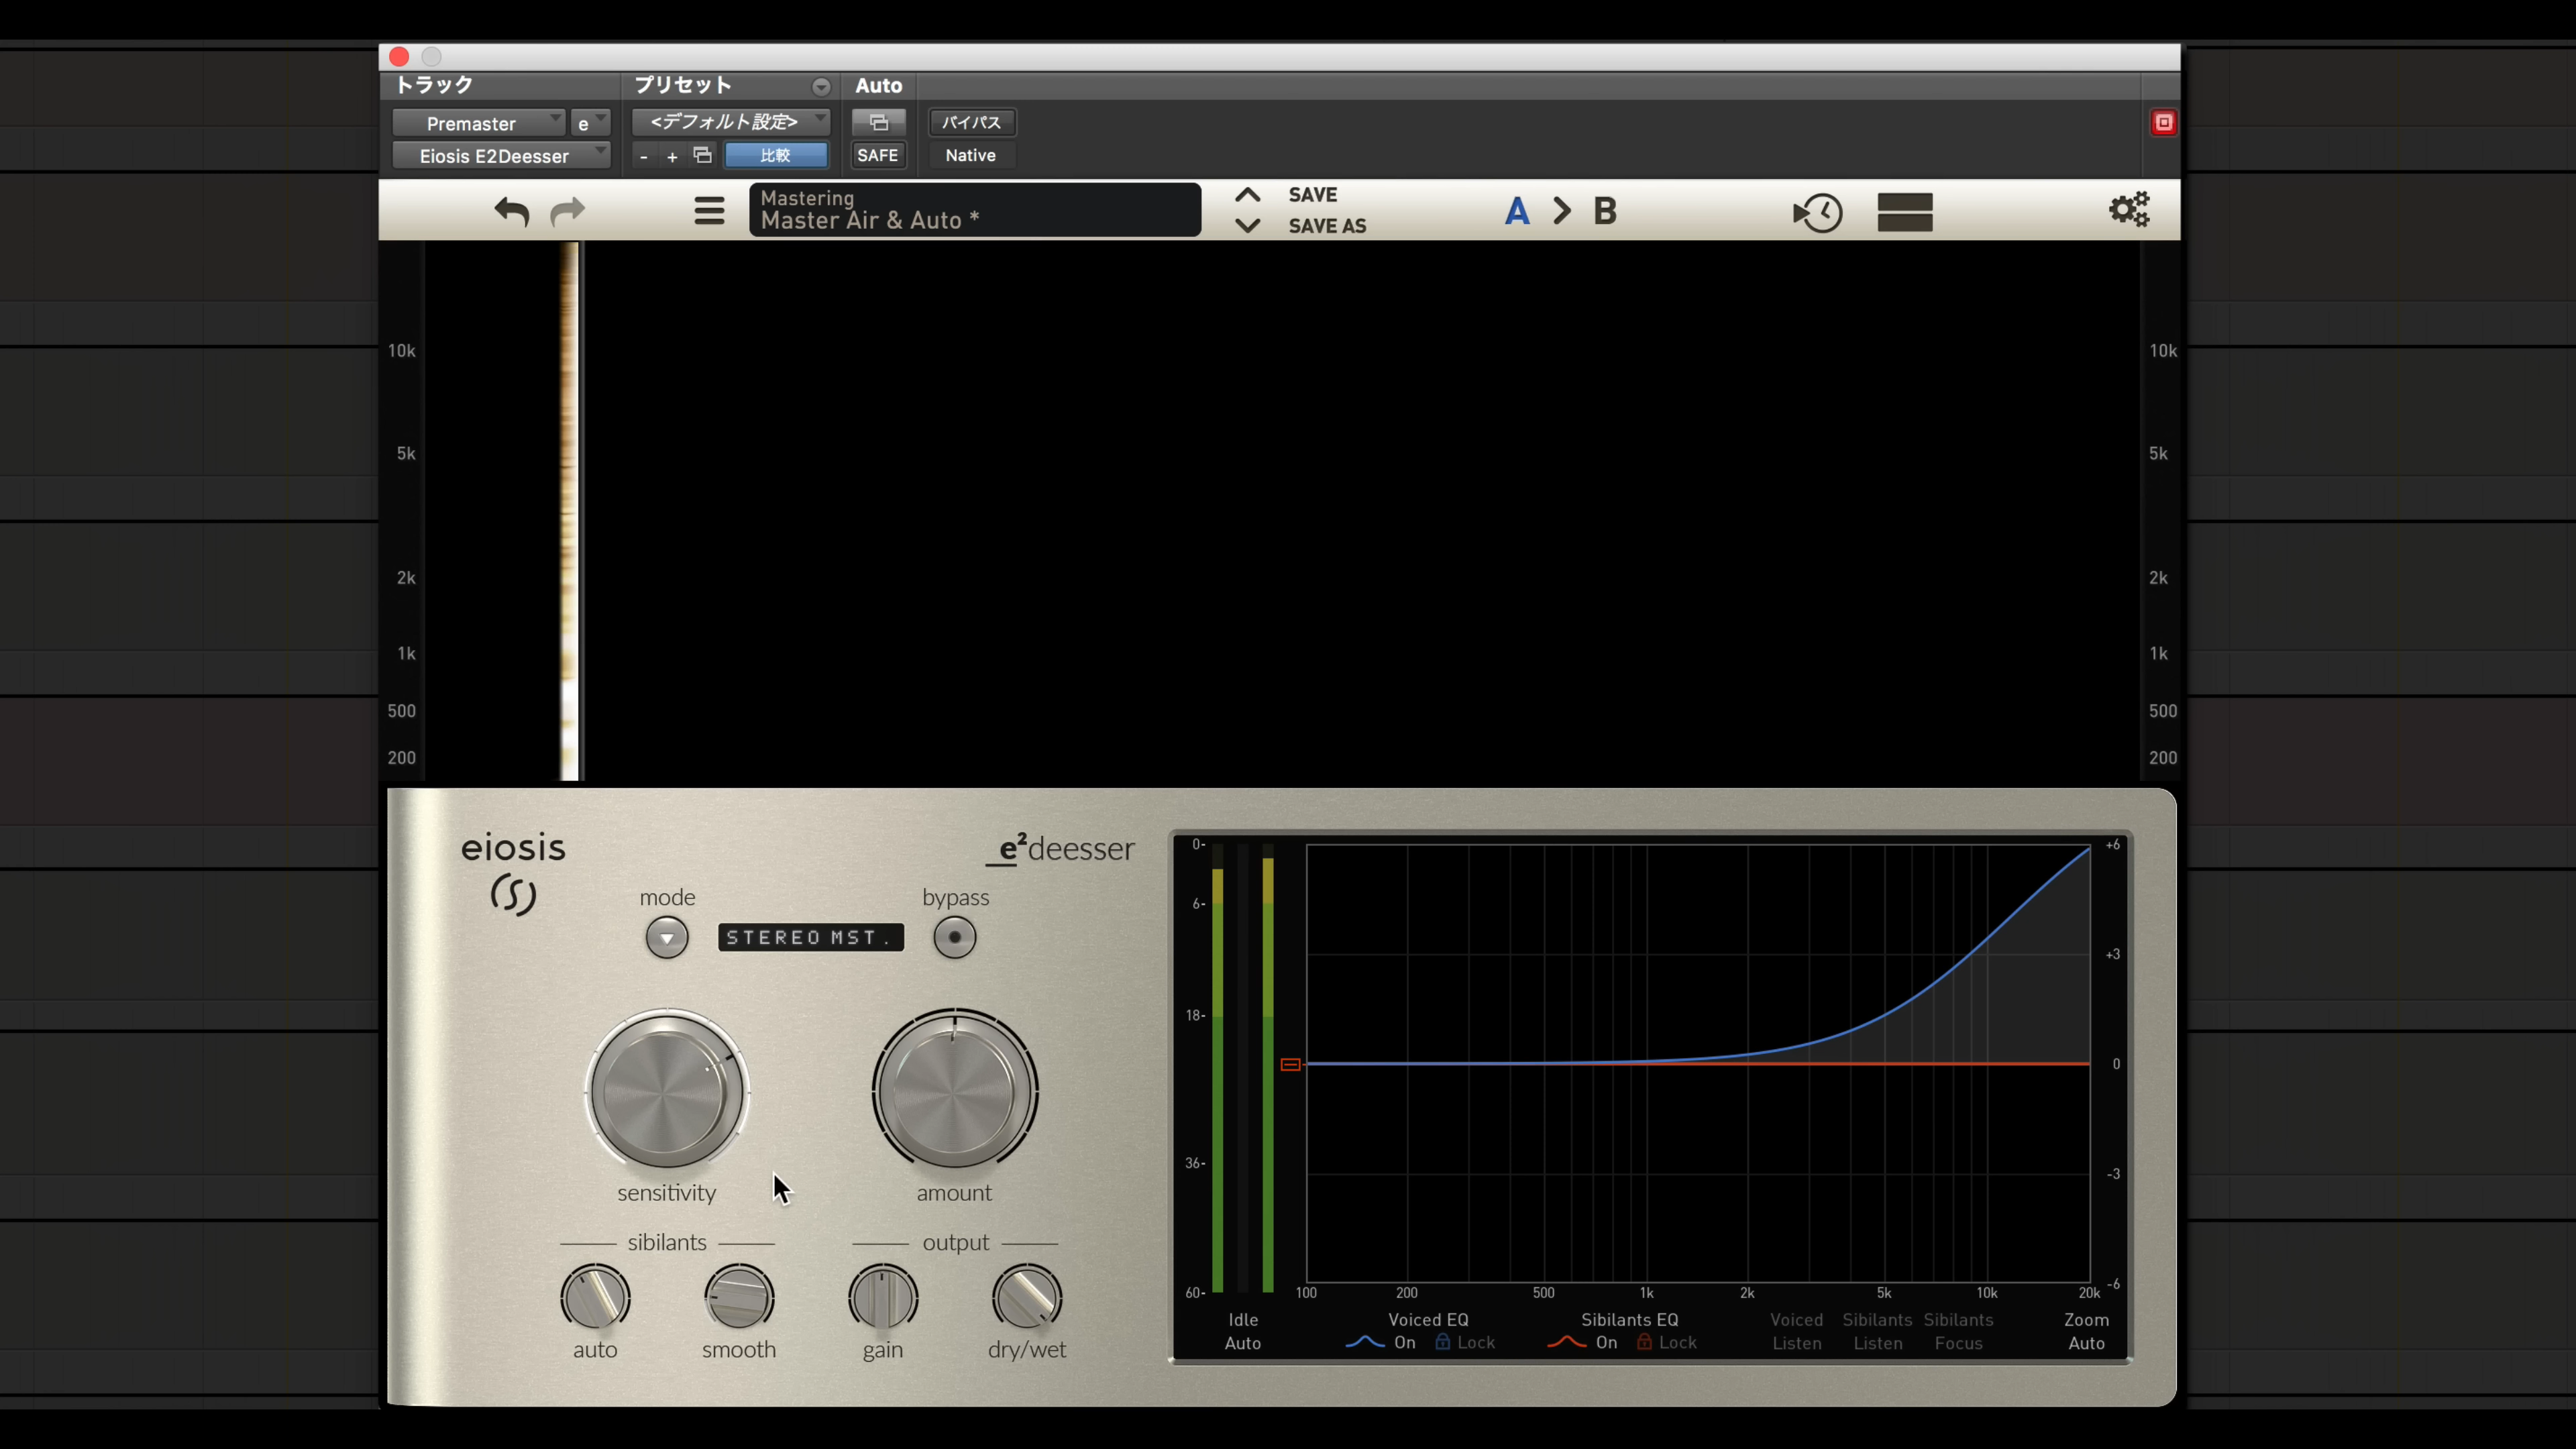 トラック
プリセット
Auto
Premaster
e
<デフォルト設定>
バイパス
Eiosis E2Deesser
- +
比較
SAFE
Native
Mastering
Master Air & Auto *
SAVE
SAVE AS
A > B
10k
10k
5k
5k
2k
2k
1k
1k
500
500
200
200
eiosis
e²deesser
mode
bypass
STEREO MST.
sensitivity
amount
sibilants
output
auto
smooth
gain
dry/wet
0-
6-
18-
36-
60-
+6
+3
0
-3
-6
100
200
500
1k
2k
5k
10k
20k
Idle
Auto
Voiced EQ
On
Lock
Sibilants EQ
On
Lock
Voiced
Listen
Sibilants
Listen
Sibilants
Focus
Zoom
Auto